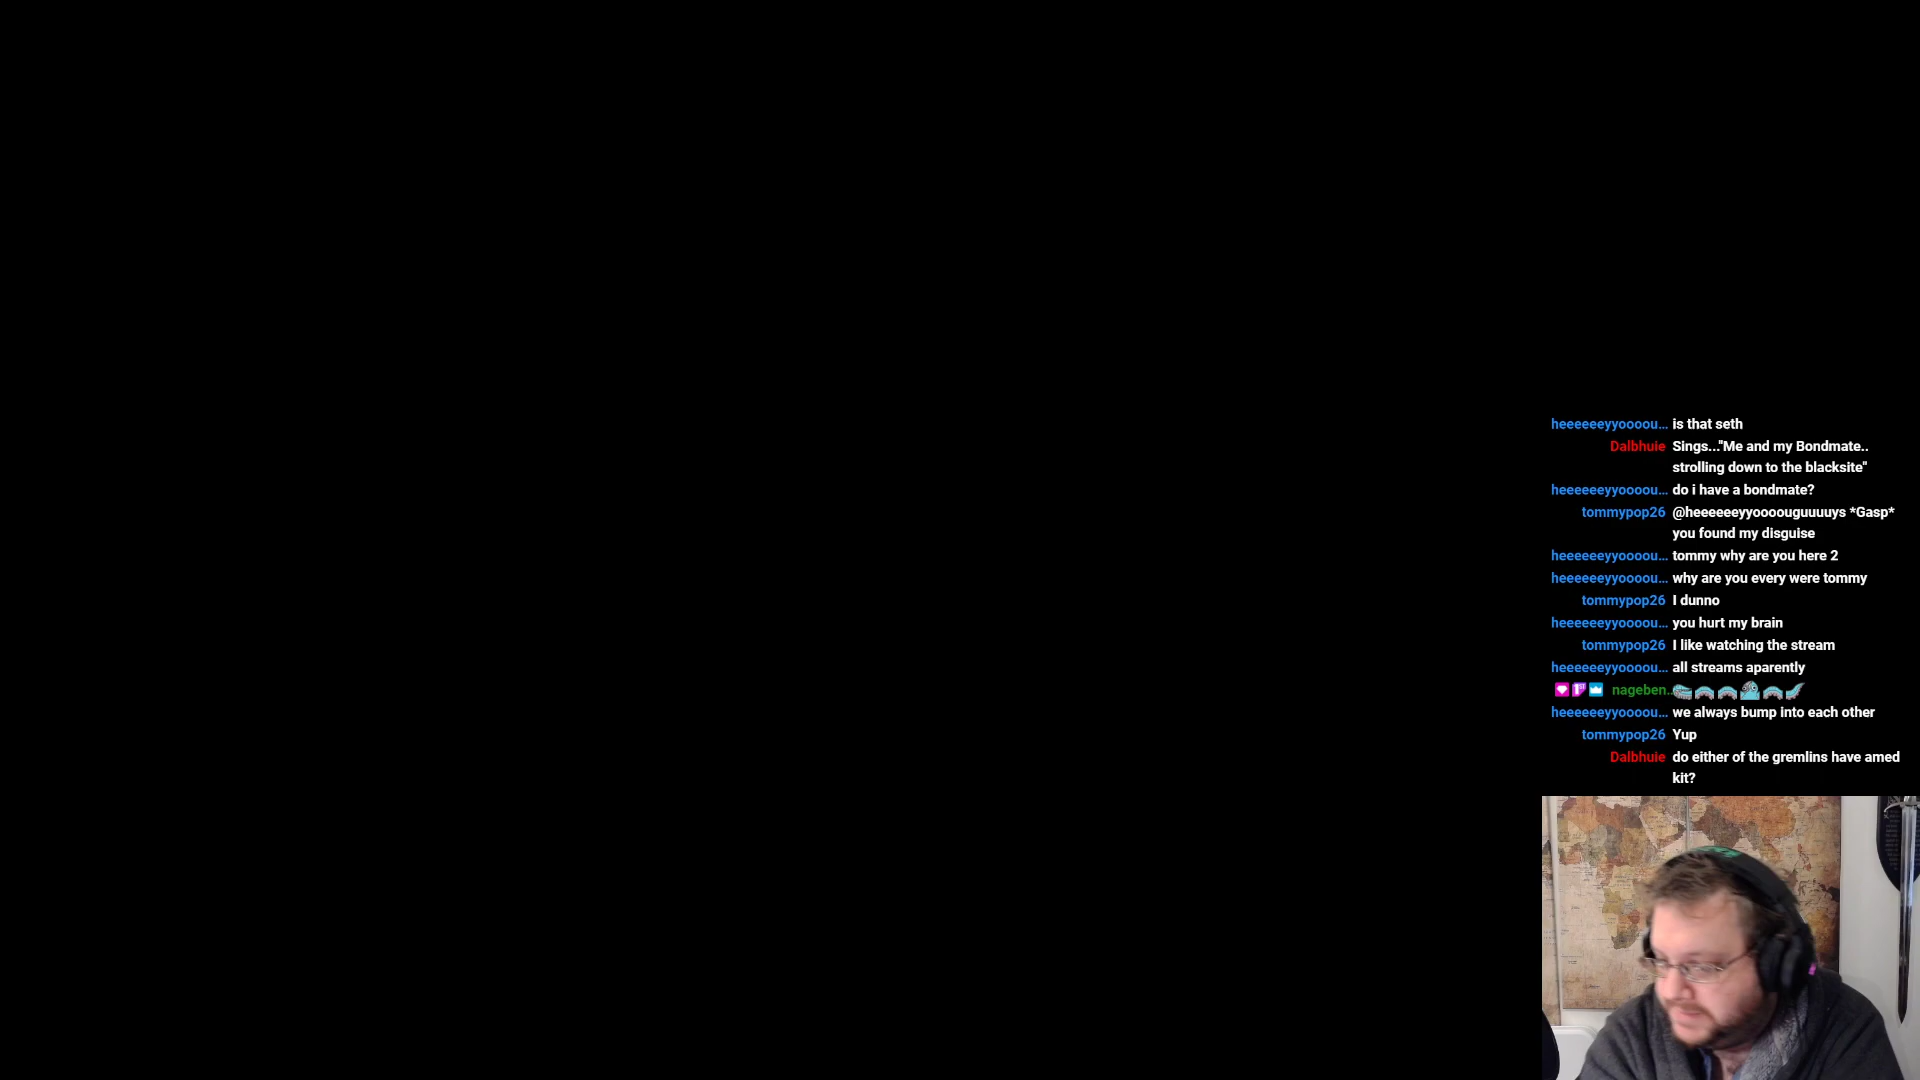 heeeeeeyyoooou... is that seth
Dalbhuie Sings..."Me and my Bondmate..
strolling down to the blacksite"
heeeeeeyyoooou... do i have a bondmate?
tommypop26 @heeeeeeyyoooouguuuuys *Gasp*
you found my disguise
heeeeeeyyoooou... tommy why are you here 2
heeeeeeyyoooou... why are you every were tommy
tommypop26 I dunno
heeeeeeyyoooou... you hurt my brain
tommypop26 I like watching the stream
heeeeeeyyoooou... all streams aparently
nageben...
heeeeeeyyoooou... we always bump into each other
tommypop26 Yup
Dalbhuie do either of the gremlins have amed
kit?